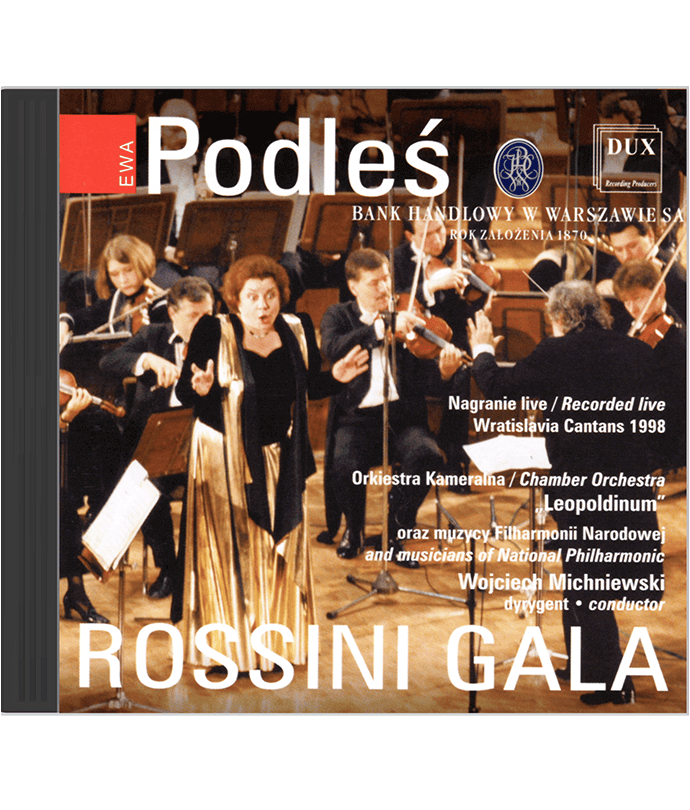 EWA
Podleś
DUX
Recording Producers
BANK HANDLOWY W WARSZAWIE SA
ROK ZAŁOŻENIA 1870
Nagranie live / Recorded live
Wratislavia Cantans 1998
Orkiestra Kameralna / Chamber Orchestra
„Leopoldinum”
oraz muzycy Filharmonii Narodowej
and musicians of National Philharmonic
Wojciech Michniewski
dyrygent • conductor
ROSSINI GALA